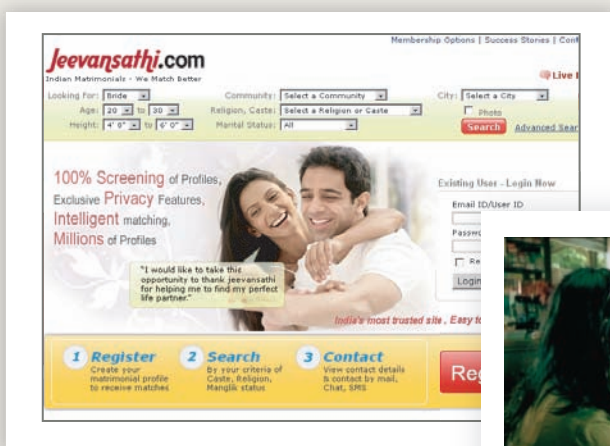 Membership Options | Success Stories |
Jeevansathi.com
Indian Matrimonials - We Match Better
Live
Looking For: Bride
Community: Select a Community
City: Select a City
Age: 20 to 30
Religion, Caste: Select a Religion or Caste
Photo
Height: 4' 0" to 6' 0"
Marital Status: All
Search
Advanced
100% Screening of Profiles,
Exclusive Privacy Features,
Intelligent matching,
Millions of Profiles
Existing User - Login Now
Email ID/User ID
"I would like to take this
opportunity to thank jeevansathi
for helping me to find my perfect
life partner."
Login
India's most trusted site, Easy to
1 Register
Create your
matrimonial profile
to receive matches
2 Search
By your criteria of
Caste, Religion,
Manglik status
3 Contact
View contact details
& contact by mail,
Chat, SMS